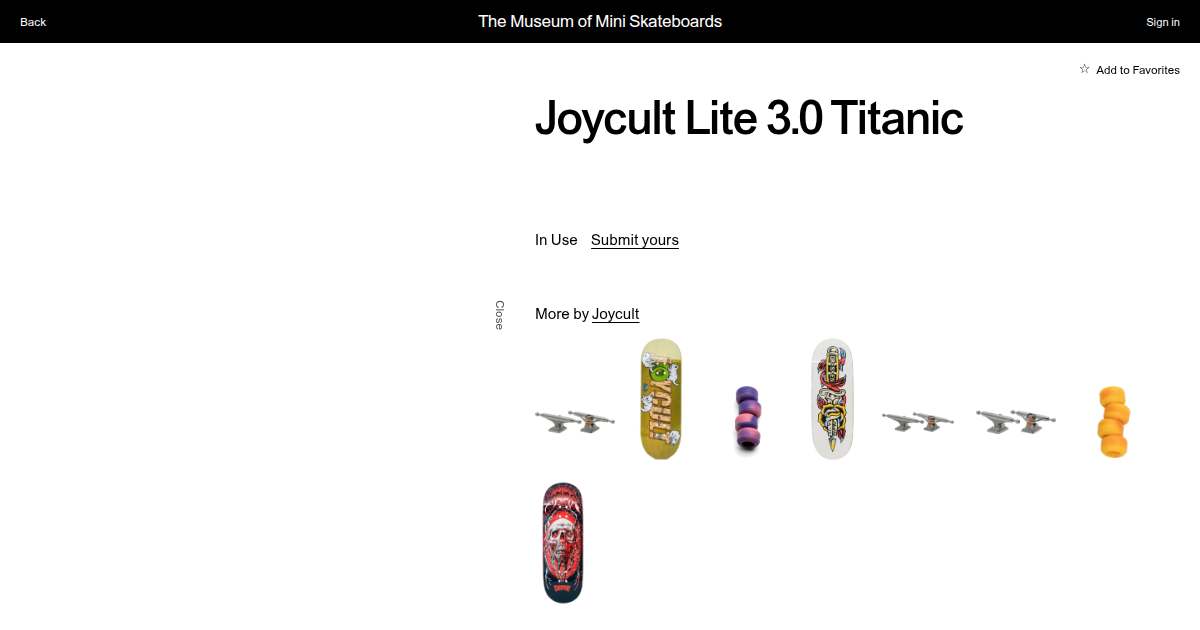 Back
The Museum of Mini Skateboards
Sign in
☆ Add to Favorites
Joycult Lite 3.0 Titanic
In Use Submit yours
Close
More by Joycult
JOYCULT